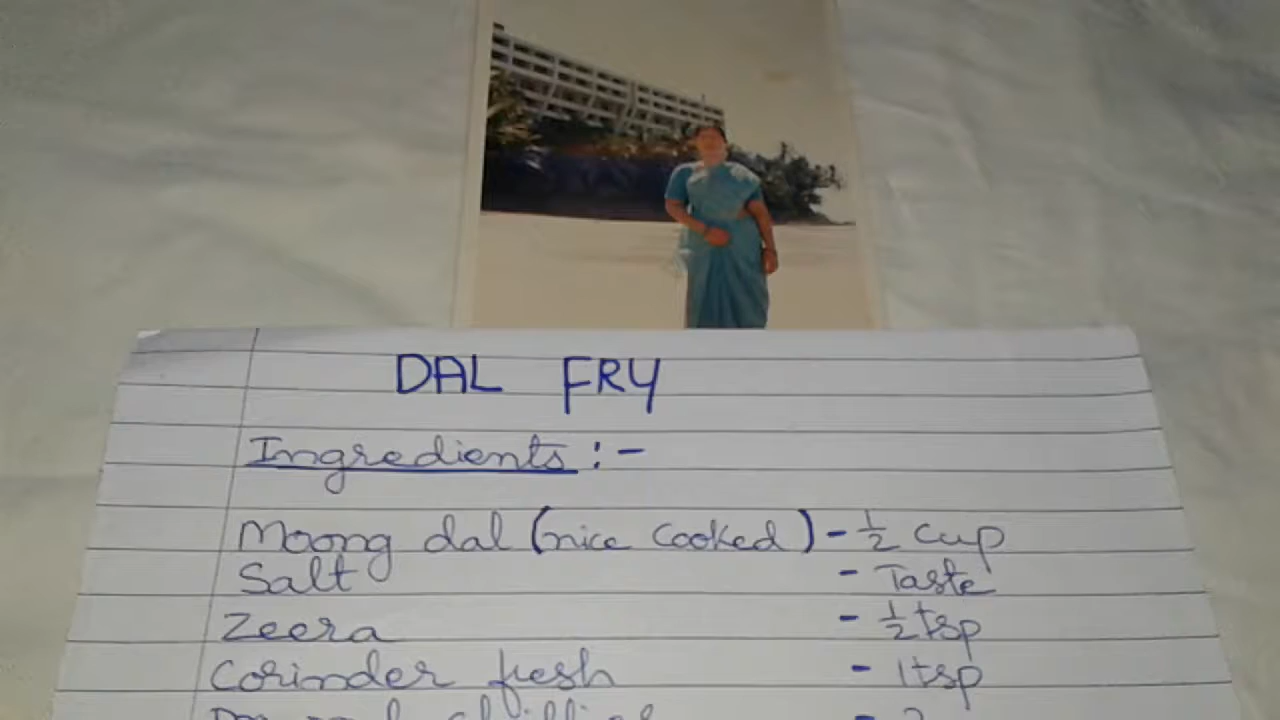 DAL FRY
Ingredients :-
Moong dal (nice cooked) - ½ cup
Salt - Taste
Zeera - ½ tsp
Corinder fresh - 1tsp